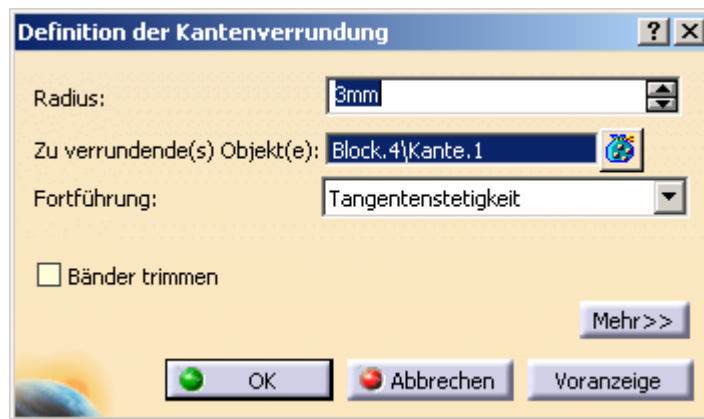 Definition der Kantenverrundung
Radius: 3mm
Zu verrundende(s) Objekt(e): Block.4\Kante.1
Fortführung: Tangentenstetigkeit
Bänder trimmen
Mehr>>
OK Abbrechen Voranzeige